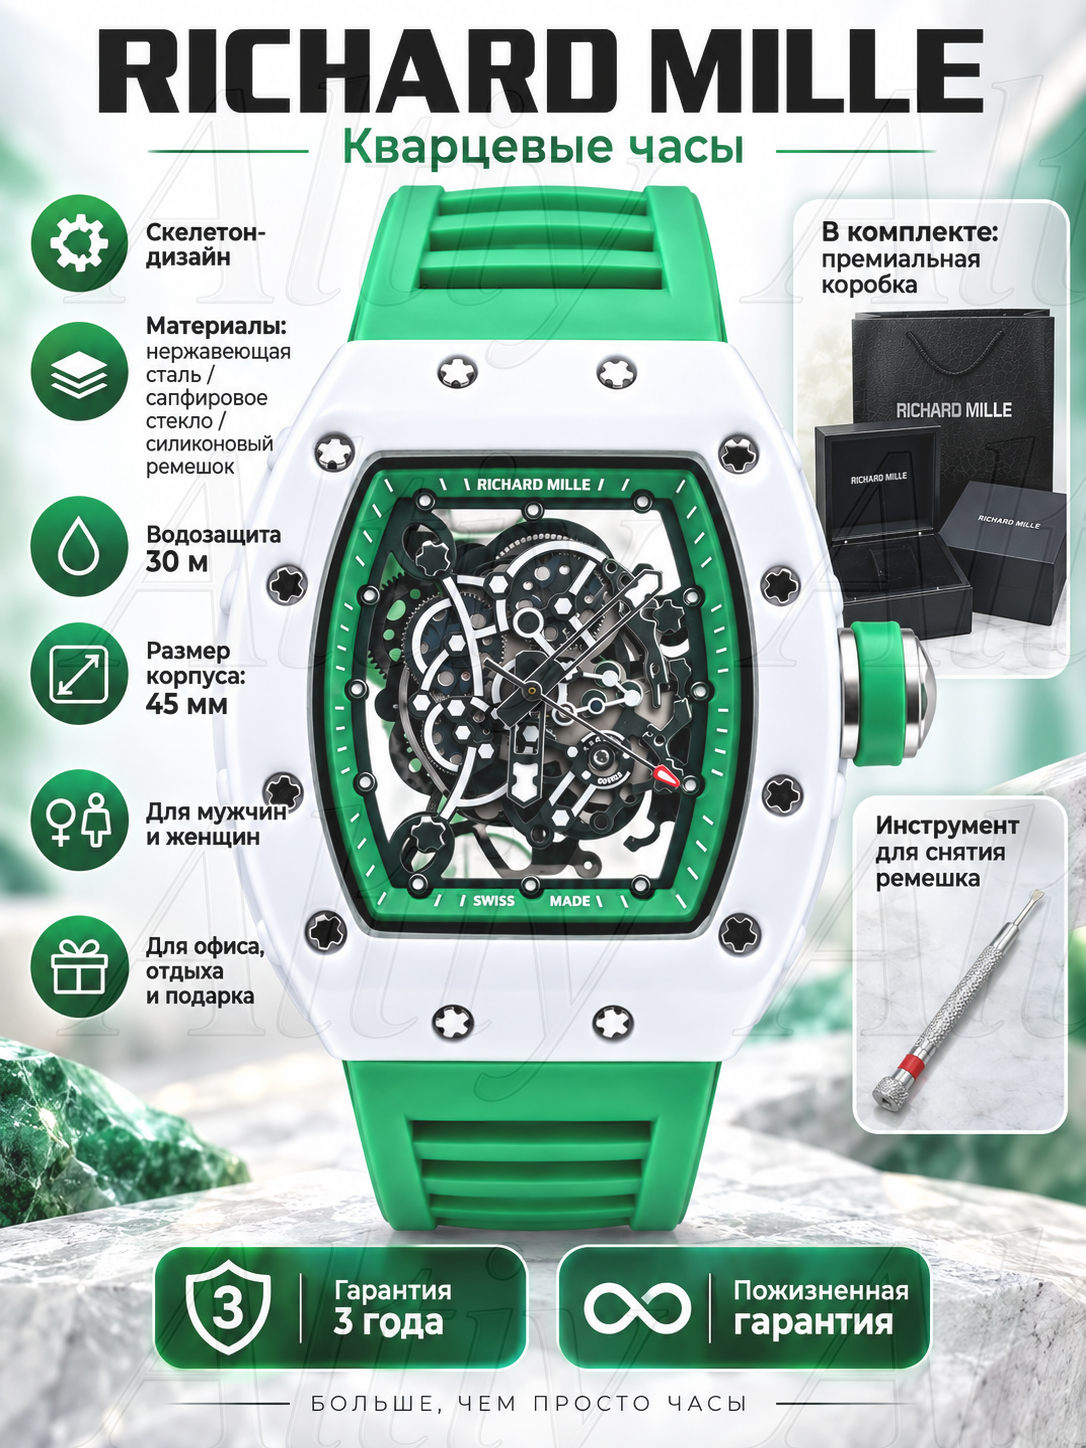 RICHARD MILLE
Кварцевые часы
Скелетон-
дизайн
Материалы:
нержавеющая
сталь /
сапфировое
стекло /
силиконовый
ремешок
Водозащита
30 м
Размер
корпуса:
45 мм
Для мужчин
и женщин
Для офиса,
отдыха
и подарка
RICHARD MILLE
SWISS MADE
В комплекте:
премиальная
коробка
RICHARD MILLE
RICHARD MILLE
RICHARD MILLE
Инструмент
для снятия
ремешка
3
Гарантия
3 года
Пожизненная
гарантия
БОЛЬШЕ, ЧЕМ ПРОСТО ЧАСЫ